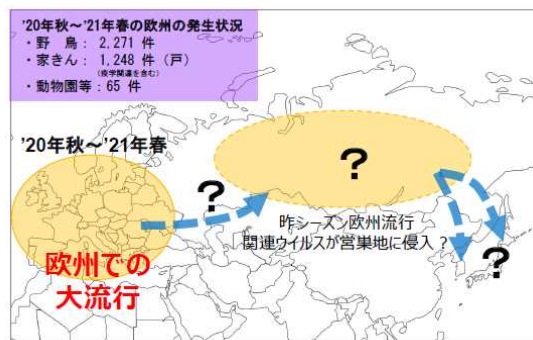 '20年秋～'21年春の欧州の発生状況
・野　鳥： 2,271 件
・家きん： 1,248 件（戸）
（疫学関連を含む）
・動物園等：65 件
'20年秋～'21年春
?
?
昨シーズン欧州流行
関連ウイルスが営巣地に侵入？
?
欧州での
大流行